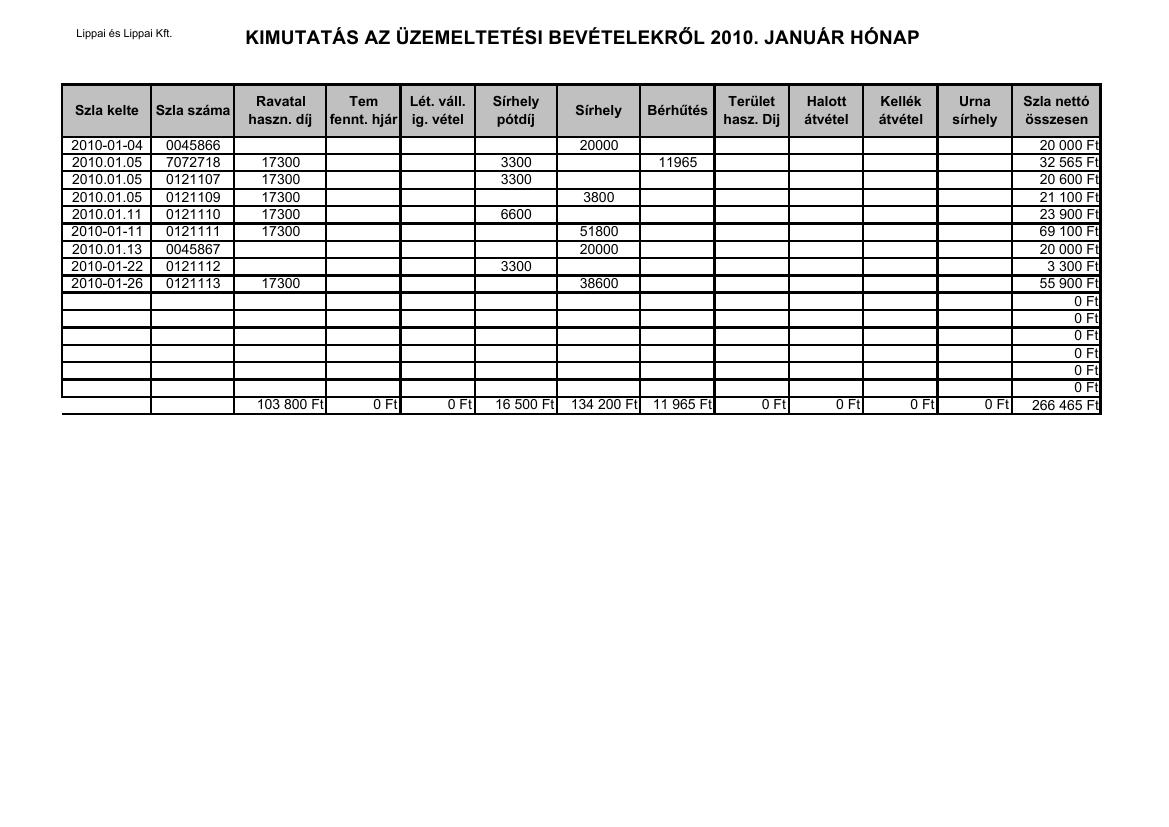 Lippai és Lippai Kft.
KIMUTATÁS AZ ÜZEMELTETÉSI BEVÉTELEKRŐL 2010. JANUÁR HÓNAP
Szla kelte Szla száma Ravatal haszn. díj Tem fennt. hjár Lét. váll. ig. vétel Sírhely pótdíj Sírhely Bérhűtés Terület hasz. Dij Halott átvétel Kellék átvétel Urna sírhely Szla nettó összesen
2010-01-04 0045866 20000 20 000 Ft
2010.01.05 7072718 17300 3300 11965 32 565 Ft
2010.01.05 0121107 17300 3300 20 600 Ft
2010.01.05 0121109 17300 3800 21 100 Ft
2010.01.11 0121110 17300 6600 23 900 Ft
2010-01-11 0121111 17300 51800 69 100 Ft
2010.01.13 0045867 20000 20 000 Ft
2010-01-22 0121112 3300 3 300 Ft
2010-01-26 0121113 17300 38600 55 900 Ft
0 Ft
0 Ft
0 Ft
0 Ft
0 Ft
0 Ft
103 800 Ft 0 Ft 0 Ft 16 500 Ft 134 200 Ft 11 965 Ft 0 Ft 0 Ft 0 Ft 0 Ft 266 465 Ft